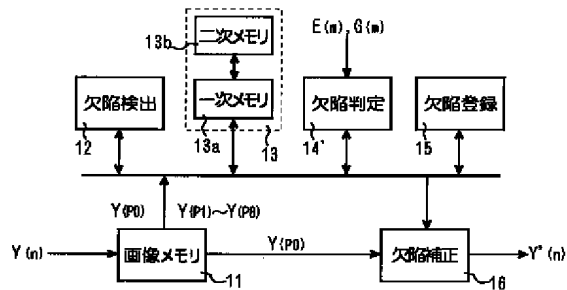 13b
二次メモリ
E(m),G(m)
欠陥検出
一次メモリ
欠陥判定
欠陥登録
12
13a
13
14'
15
Y(P0)
Y(P1)～Y(P8)
Y(n)
画像メモリ
Y(P0)
欠陥補正
Y'(n)
11
16